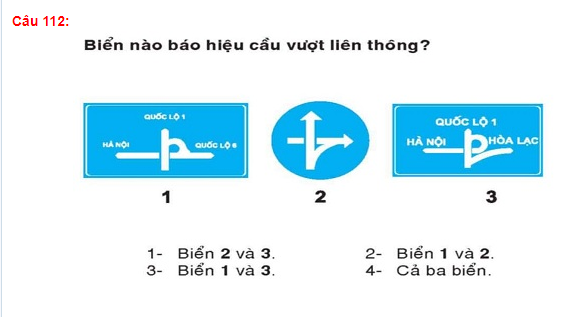 Câu 112:
Biển nào báo hiệu cầu vượt liên thông?
QUỐC LỘ 1
HÀ NỘI
QUỐC LỘ 6
QUỐC LỘ 1
HÀ NỘI
HÒA LẠC
1
2
3
1- Biển 2 và 3.
2- Biển 1 và 2.
3- Biển 1 và 3.
4- Cả ba biển.